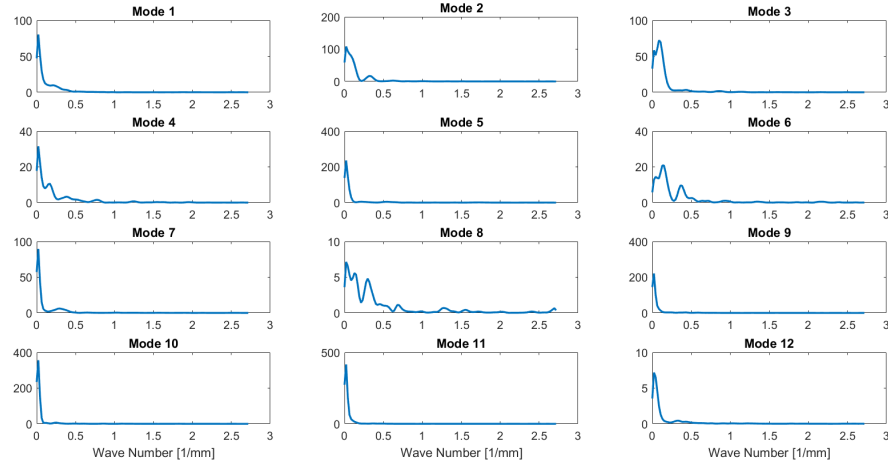 Mode 1
100
50
0
0 0.5 1 1.5 2 2.5 3
Mode 2
200
100
0
0 0.5 1 1.5 2 2.5 3
Mode 3
100
50
0
0 0.5 1 1.5 2 2.5 3
Mode 4
40
20
0
0 0.5 1 1.5 2 2.5 3
Mode 5
400
200
0
0 0.5 1 1.5 2 2.5 3
Mode 6
40
20
0
0 0.5 1 1.5 2 2.5 3
Mode 7
100
50
0
0 0.5 1 1.5 2 2.5 3
Mode 8
10
5
0
0 0.5 1 1.5 2 2.5 3
Mode 9
400
200
0
0 0.5 1 1.5 2 2.5 3
Mode 10
400
200
0
0 0.5 1 1.5 2 2.5 3
Wave Number [1/mm]
Mode 11
500
0
0 0.5 1 1.5 2 2.5 3
Wave Number [1/mm]
Mode 12
10
5
0
0 0.5 1 1.5 2 2.5 3
Wave Number [1/mm]